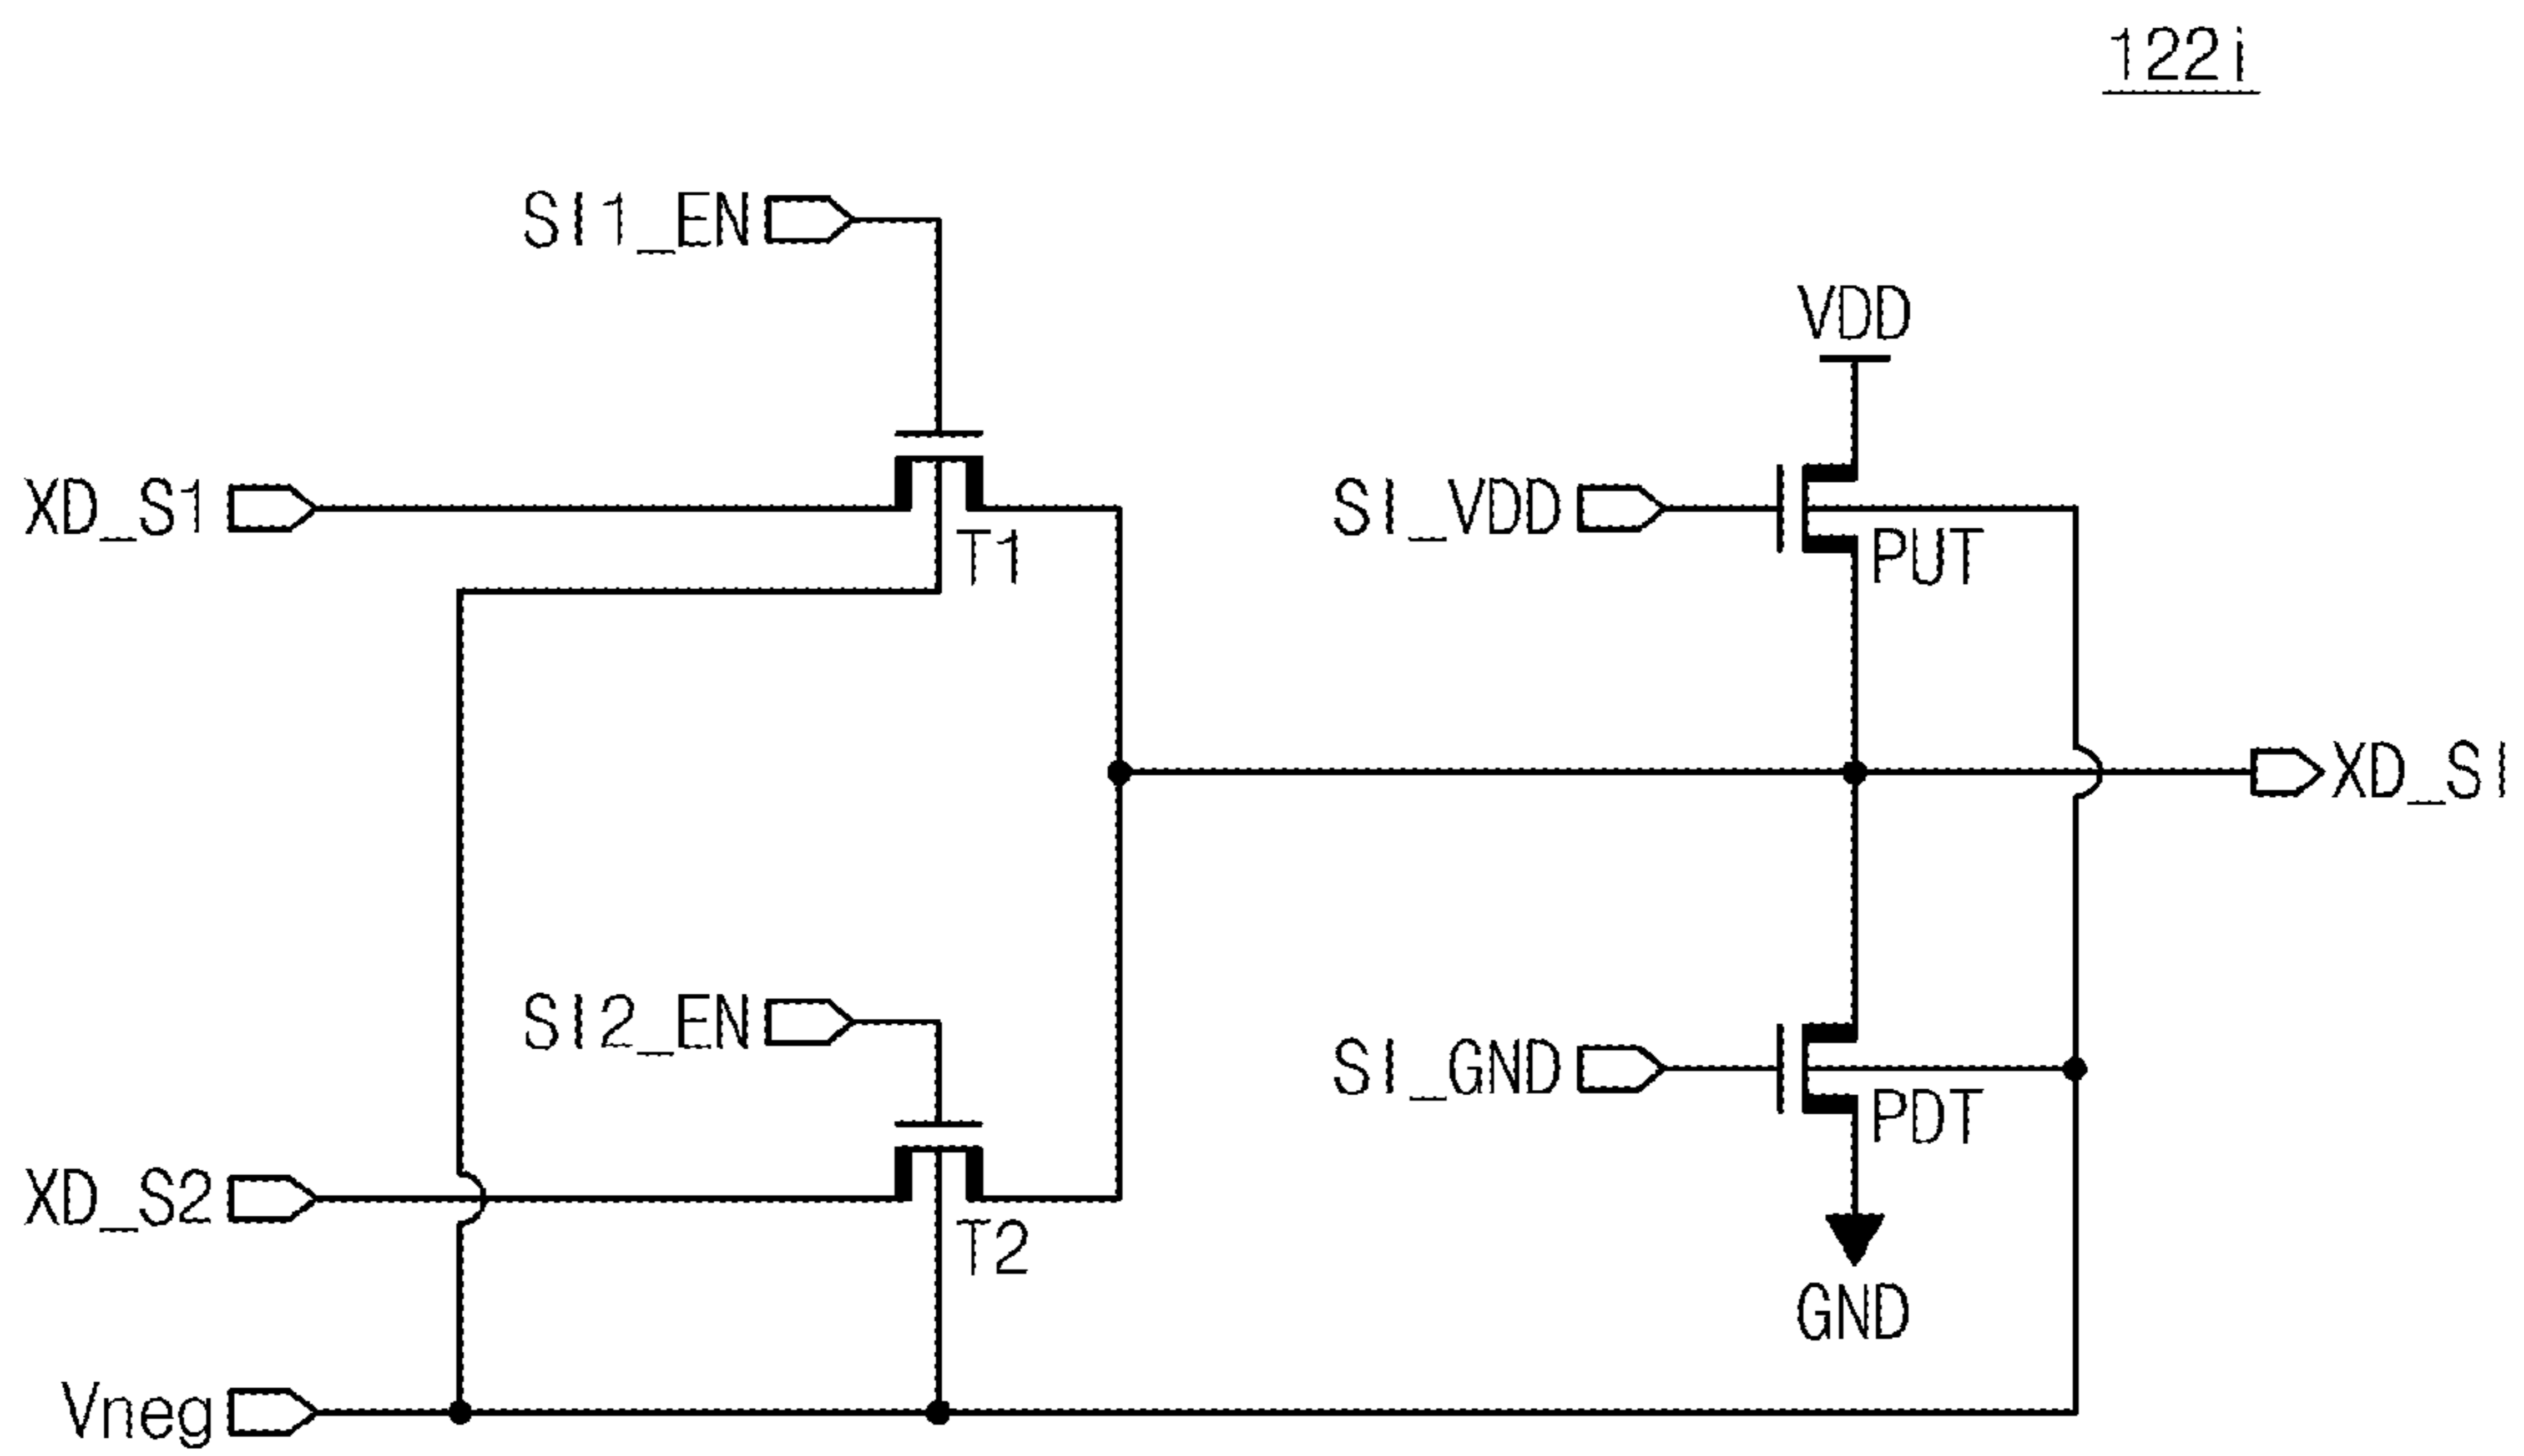 122i
SI1_EN
VDD
XD_S1
SI_VDD
T1
PUT
XD_SI
SI2_EN
SI_GND
PDT
XD_S2
T2
GND
Vneg